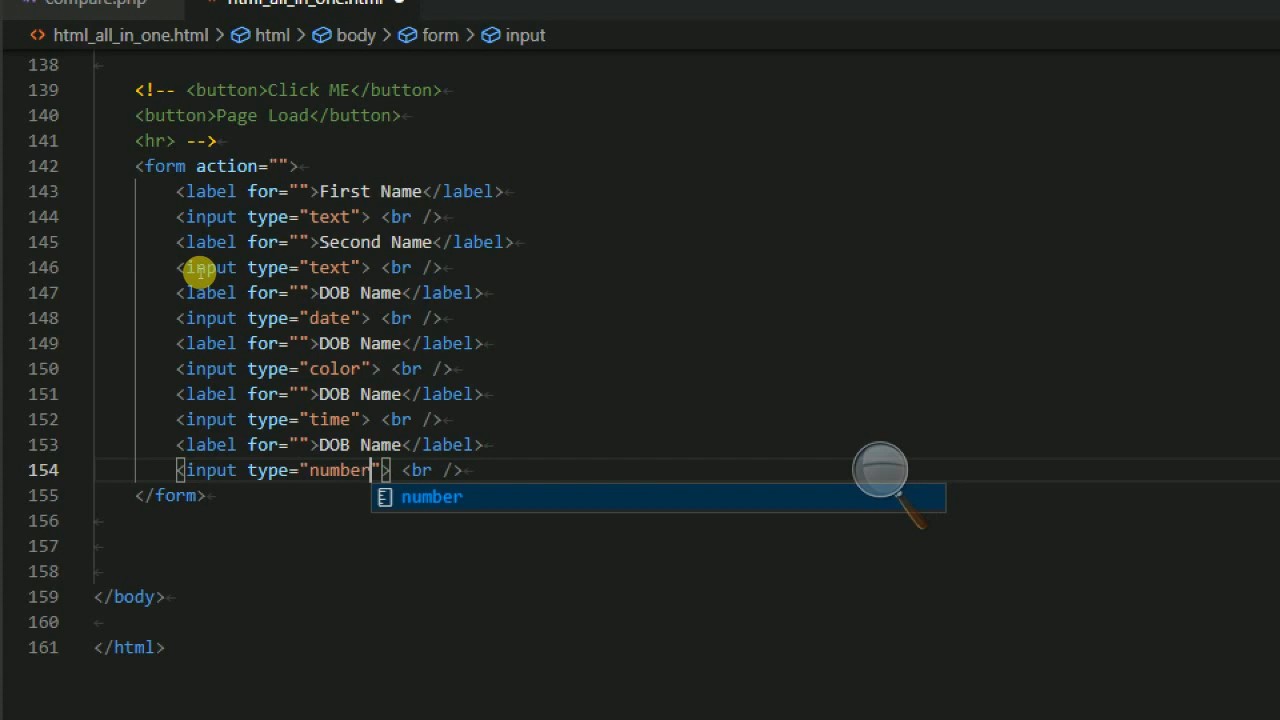 compare.php html_all_in_one.html
html_all_in_one.html > html > body > form > input
138
139 <!-- <button>Click ME</button>
140 <button>Page Load</button>
141 <hr> -->
142 <form action="">
143 <label for="">First Name</label>
144 <input type="text"> <br />
145 <label for="">Second Name</label>
146 <input type="text"> <br />
147 <label for="">DOB Name</label>
148 <input type="date"> <br />
149 <label for="">DOB Name</label>
150 <input type="color"> <br />
151 <label for="">DOB Name</label>
152 <input type="time"> <br />
153 <label for="">DOB Name</label>
154 <input type="number"> <br />
number
155 </form>
156
157
158
159 </body>
160
161 </html>